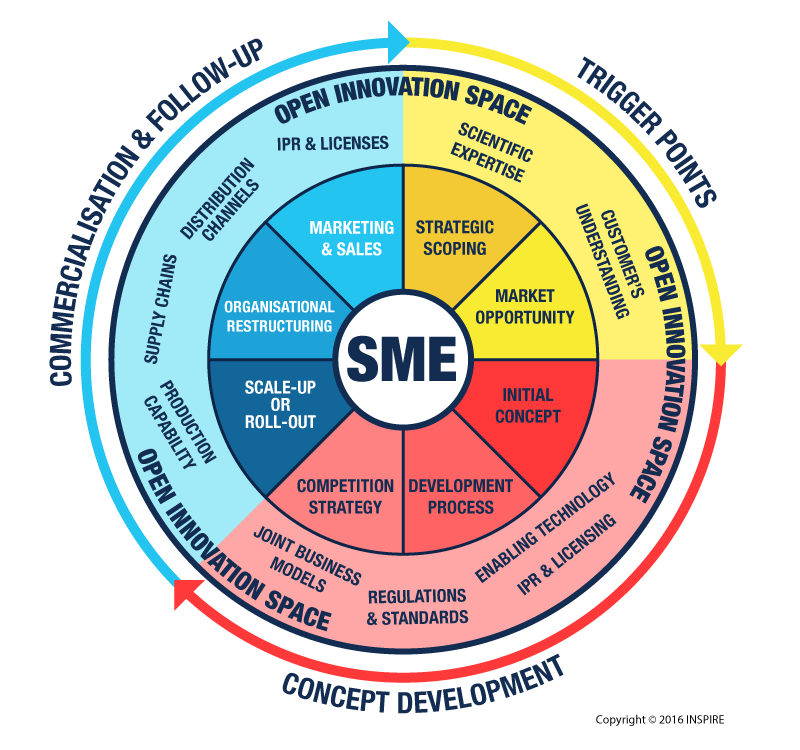 COMMERCIALISATION & FOLLOW-UP
TRIGGER POINTS
CONCEPT DEVELOPMENT
OPEN INNOVATION SPACE
OPEN INNOVATION SPACE
OPEN INNOVATION SPACE
SCIENTIFIC
EXPERTISE
CUSTOMER'S
UNDERSTANDING
ENABLING TECHNOLOGY
IPR & LICENSING
REGULATIONS
& STANDARDS
JOINT BUSINESS
MODELS
PRODUCTION
CAPABILITY
SUPPLY CHAINS
DISTRIBUTION
CHANNELS
IPR & LICENSES
STRATEGIC
SCOPING
MARKET
OPPORTUNITY
INITIAL
CONCEPT
DEVELOPMENT
PROCESS
COMPETITION
STRATEGY
SCALE-UP
OR
ROLL-OUT
ORGANISATIONAL
RESTRUCTURING
MARKETING
& SALES
SME
Copyright © 2016 INSPIRE